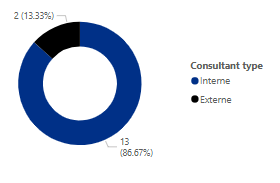 2 (13.33%)
Consultant type
Interne
Externe
13
(86.67%)